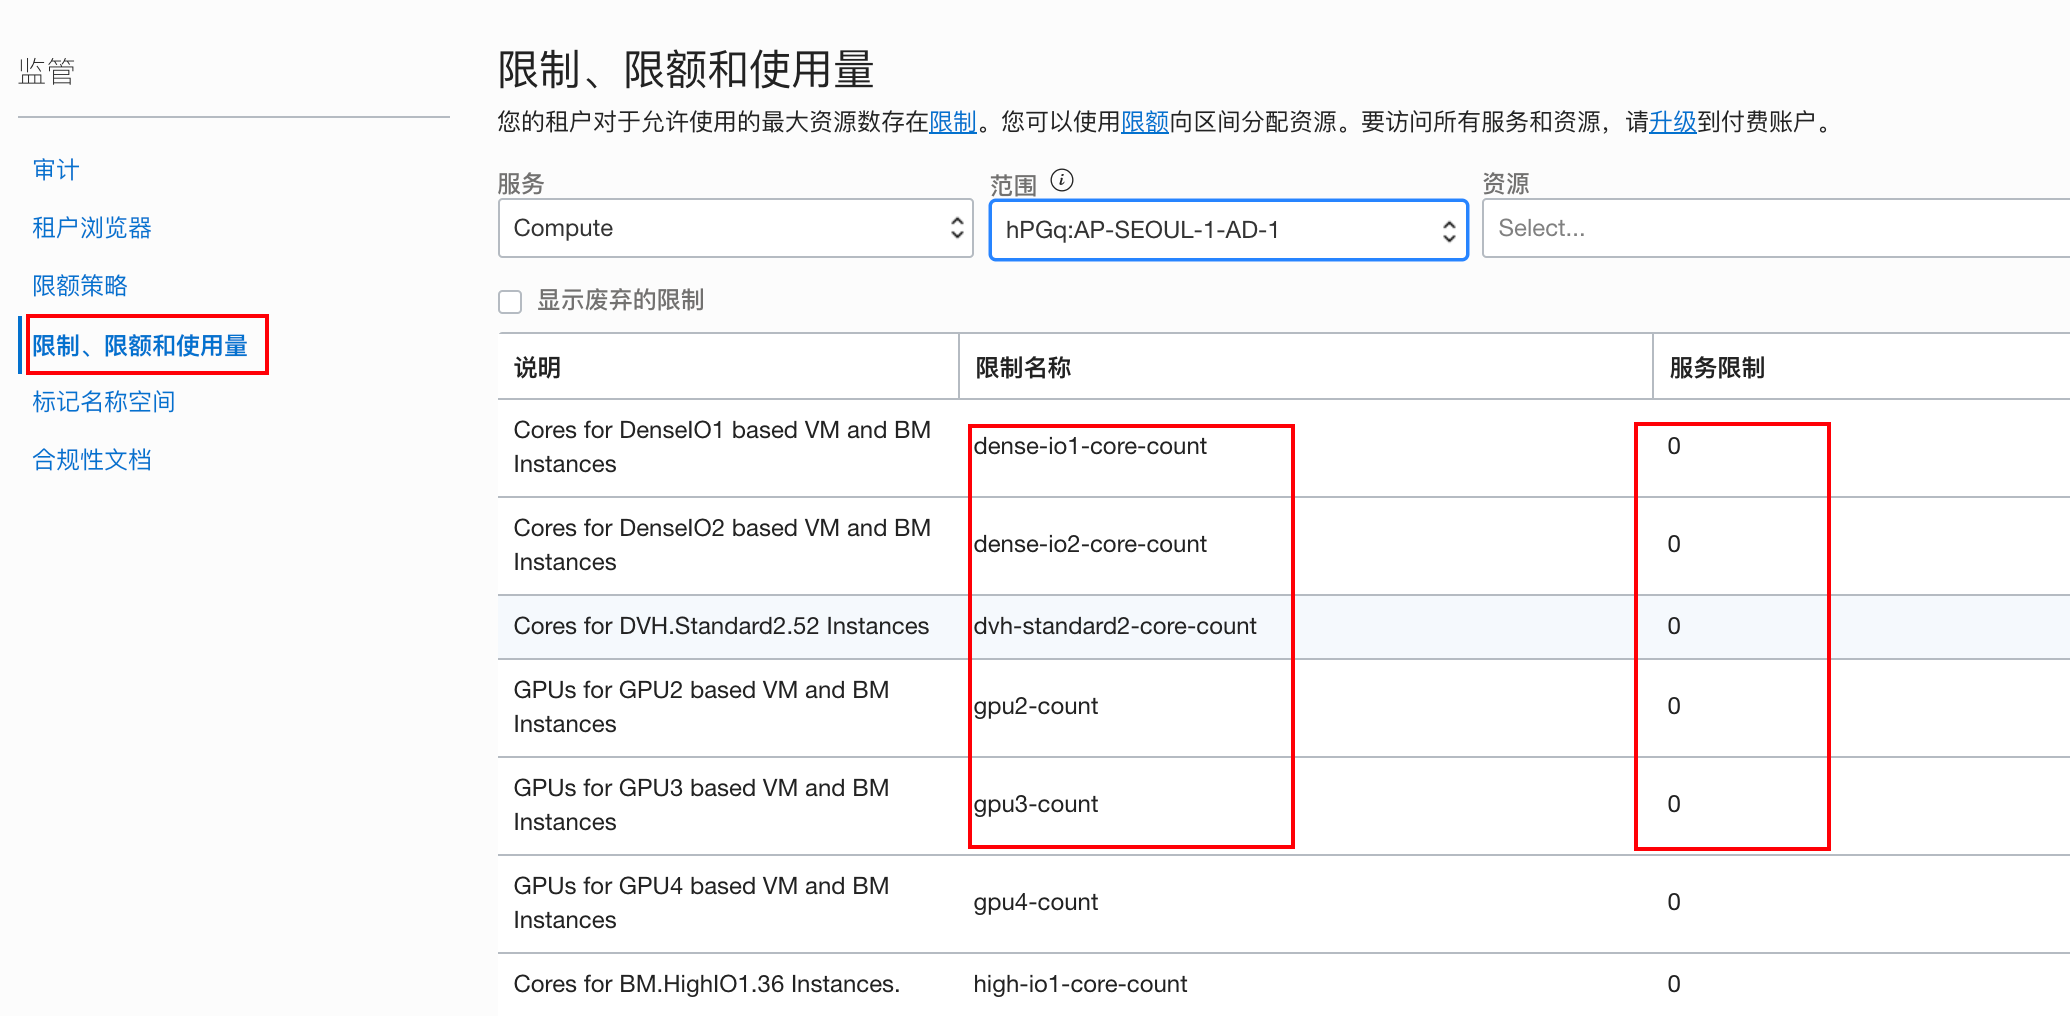 监管
审计
租户浏览器
限额策略
限制、限额和使用量
标记名称空间
合规性文档
限制、限额和使用量
您的租户对于允许使用的最大资源数存在限制。您可以使用限额向区间分配资源。要访问所有服务和资源，请升级到付费账户。
服务
范围
资源
Compute
hPGq:AP-SEOUL-1-AD-1
Select...
显示废弃的限制
说明 限制名称 服务限制
Cores for DenseIO1 based VM and BM
Instances
dense-io1-core-count 0
Cores for DenseIO2 based VM and BM
Instances
dense-io2-core-count 0
Cores for DVH.Standard2.52 Instances dvh-standard2-core-count 0
GPUs for GPU2 based VM and BM
Instances
gpu2-count 0
GPUs for GPU3 based VM and BM
Instances
gpu3-count 0
GPUs for GPU4 based VM and BM
Instances
gpu4-count 0
Cores for BM.HighIO1.36 Instances. high-io1-core-count 0